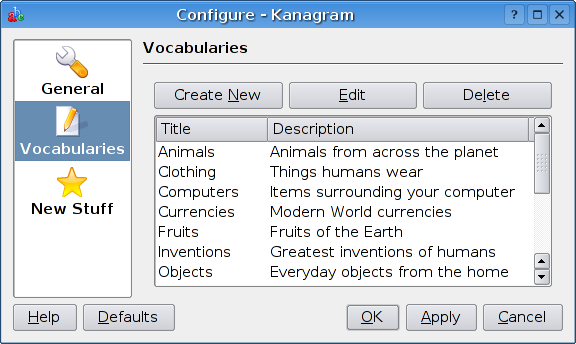 Configure - Kanagram
General
Vocabularies
New Stuff
Vocabularies
Create New Edit Delete
Title Description
Animals Animals from across the planet
Clothing Things humans wear
Computers Items surrounding your computer
Currencies Modern World currencies
Fruits Fruits of the Earth
Inventions Greatest inventions of humans
Objects Everyday objects from the home
Help Defaults OK Apply Cancel